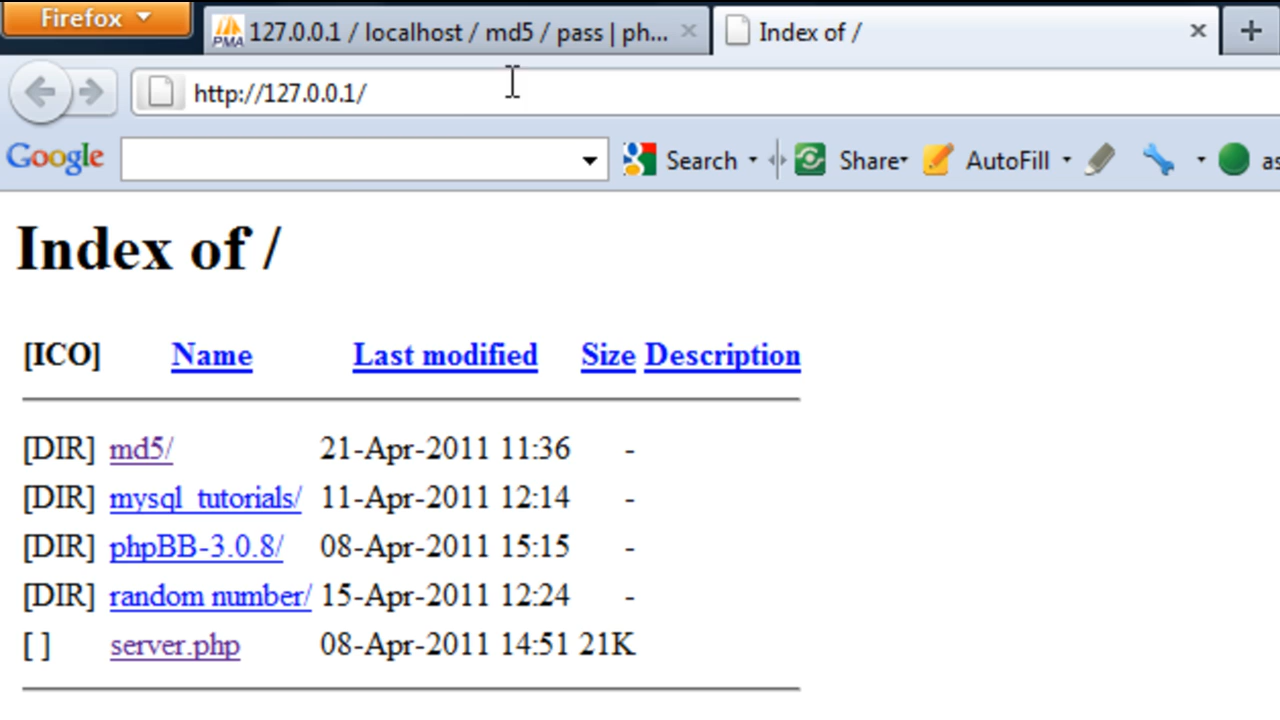 Firefox
PMA 127.0.0.1 / localhost / md5 / pass | ph... Index of /
http://127.0.0.1/
Google Search Share AutoFill as
Index of /
[ICO] Name Last modified Size Description
[DIR] md5/ 21-Apr-2011 11:36 -
[DIR] mysql_tutorials/ 11-Apr-2011 12:14 -
[DIR] phpBB-3.0.8/ 08-Apr-2011 15:15 -
[DIR] random number/ 15-Apr-2011 12:24 -
[ ] server.php 08-Apr-2011 14:51 21K